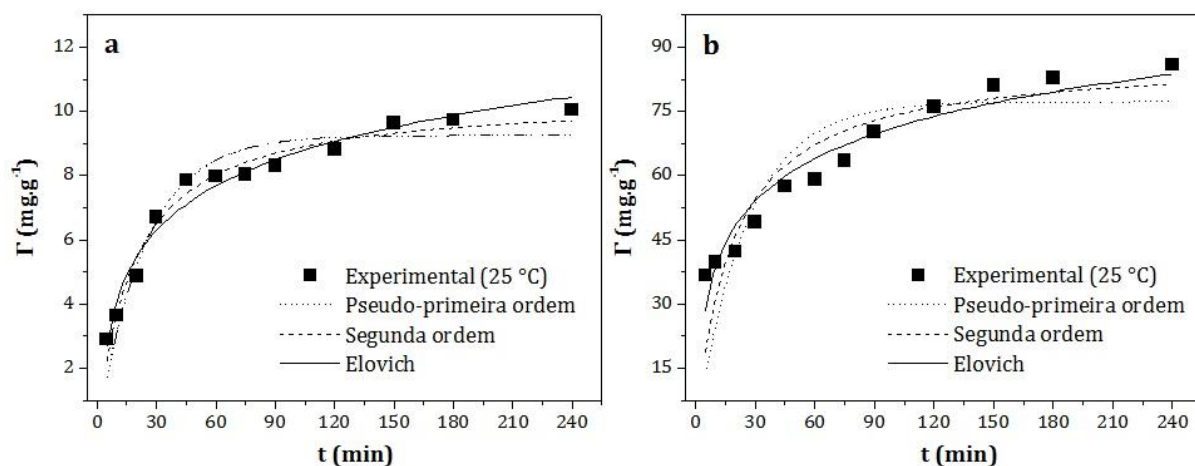 a
12
10
8
6
4
2
Γ (mg.g⁻¹)
Experimental (25 °C)
Pseudo-primeira ordem
Segunda ordem
Elovich
0 30 60 90 120 150 180 210 240
t (min)
b
90
75
60
45
30
15
Γ (mg.g⁻¹)
Experimental (25 °C)
Pseudo-primeira ordem
Segunda ordem
Elovich
0 30 60 90 120 150 180 210 240
t (min)